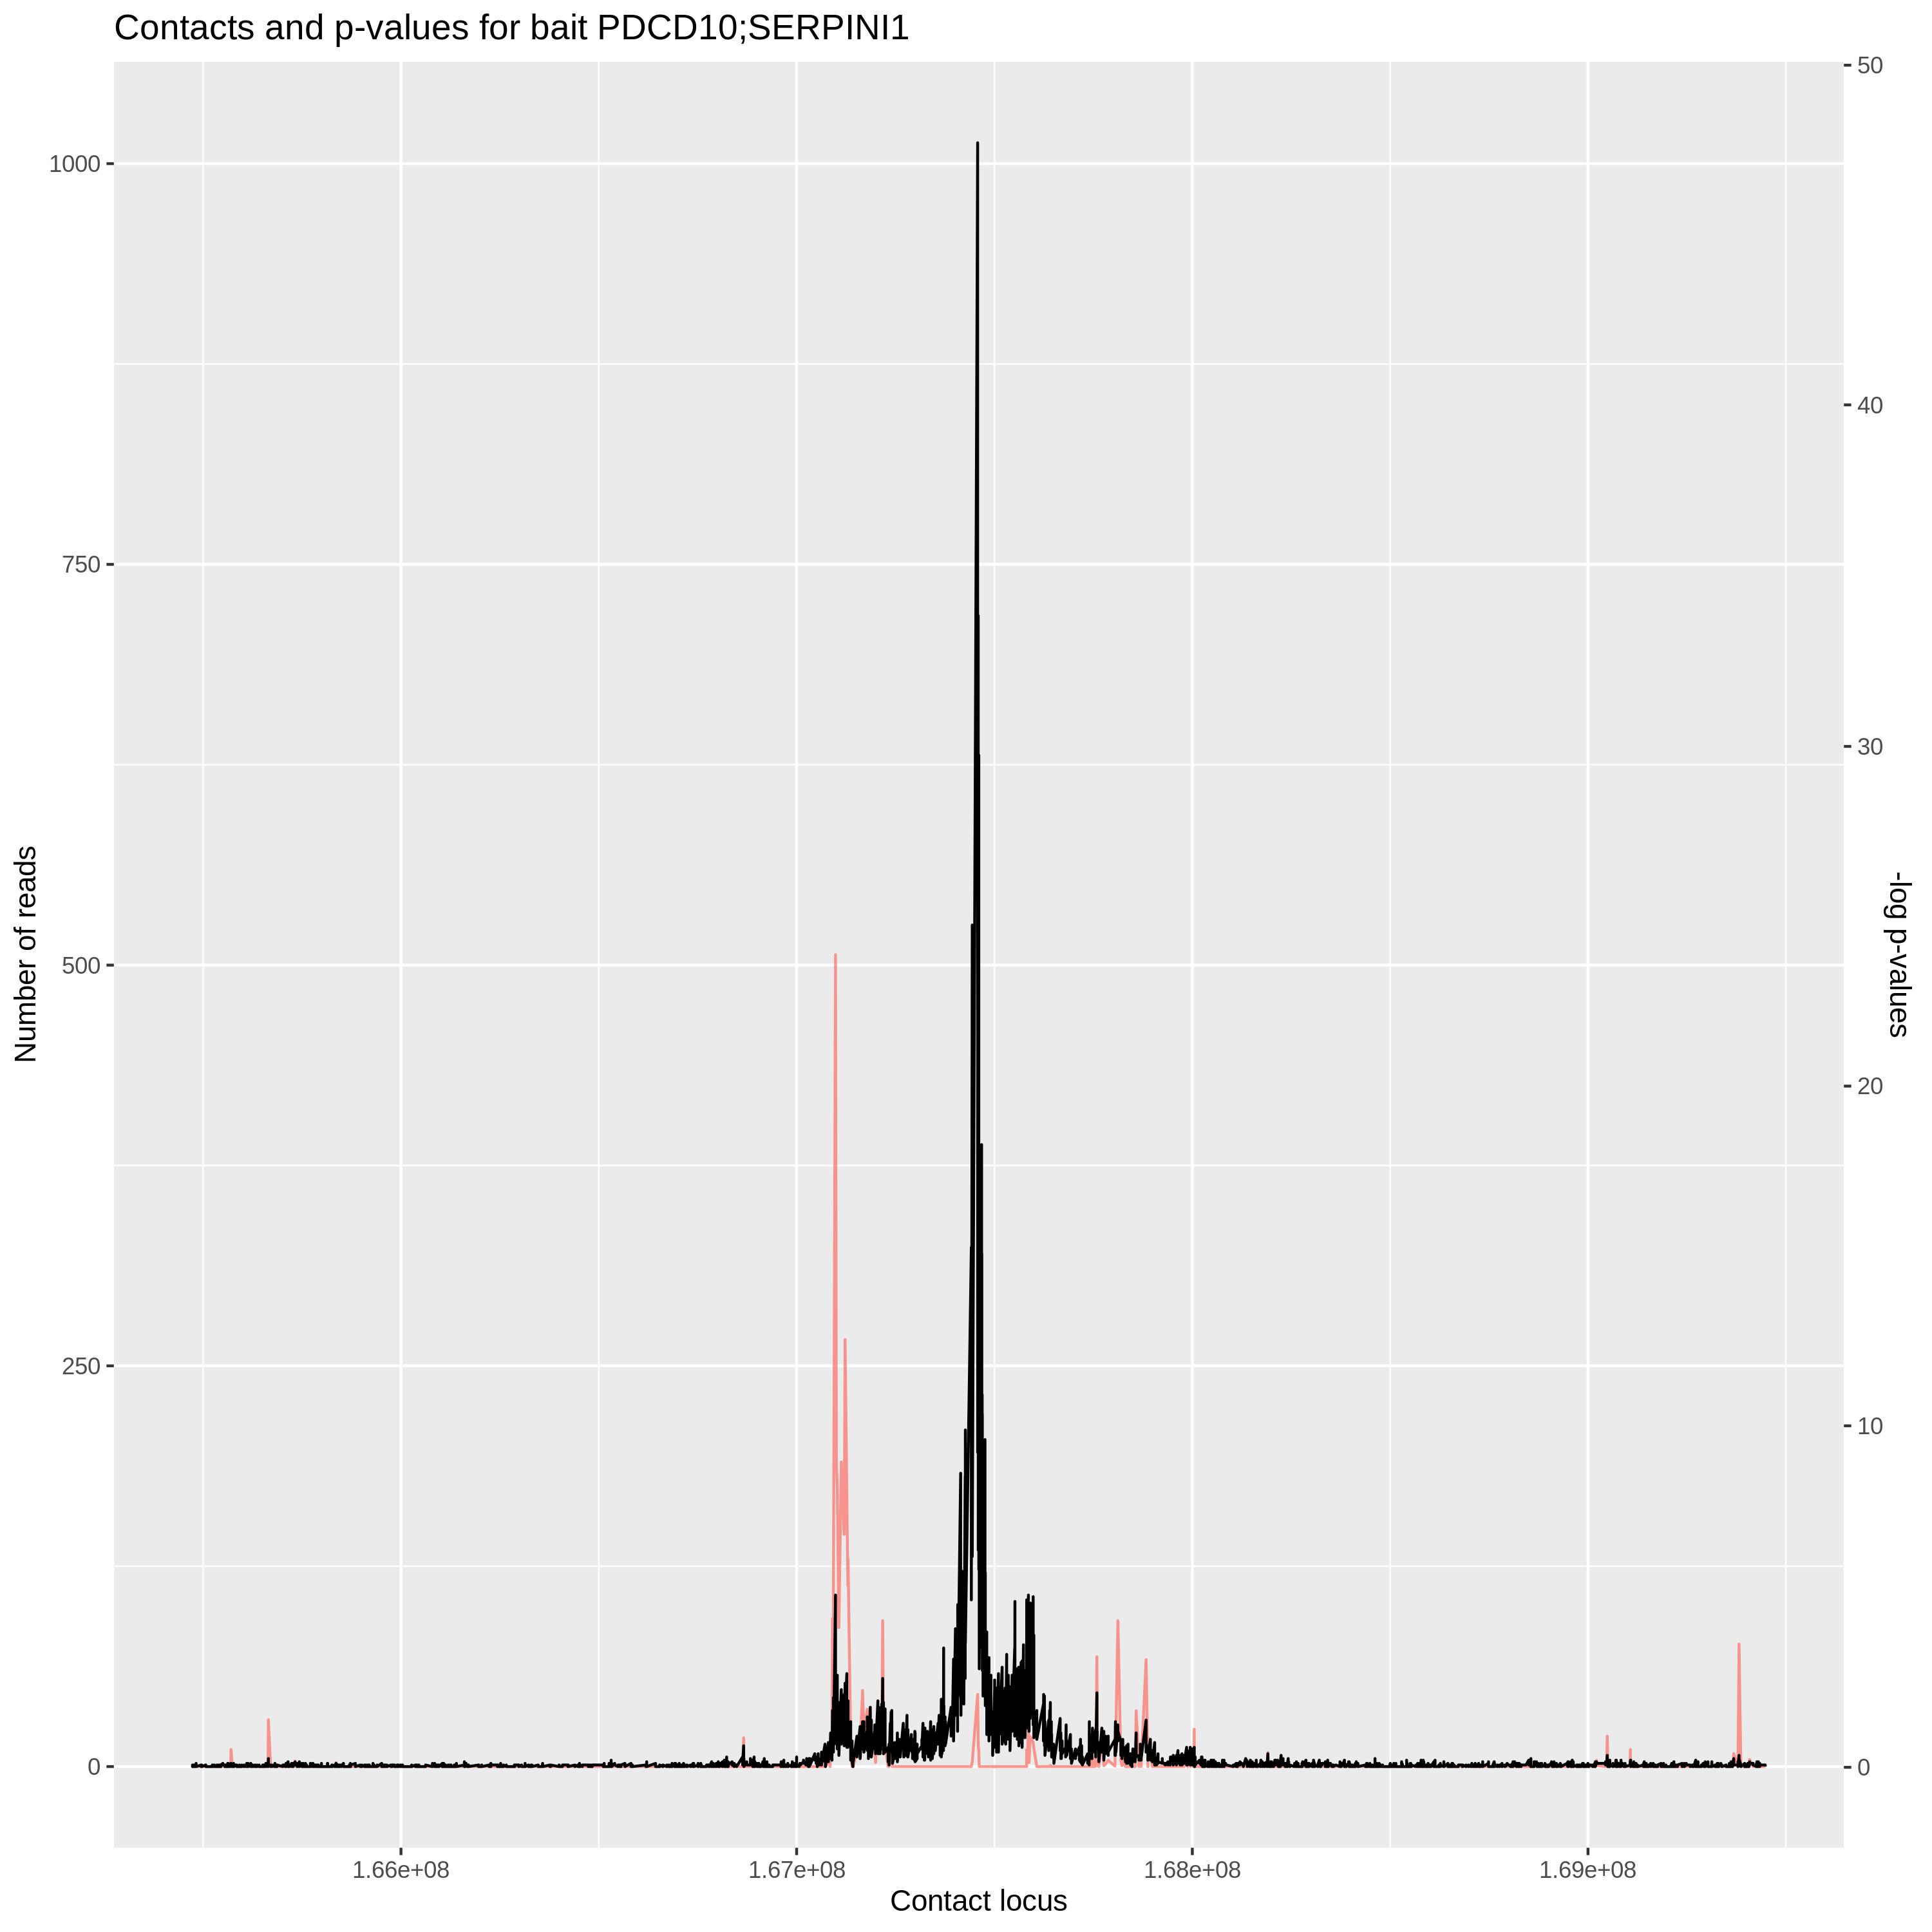 Contacts and p-values for bait PDCD10;SERPINI1
Number of reads
1000
750
500
250
0
50
40
30
20
10
0
-log p-values
1.66e+08
1.67e+08
1.68e+08
1.69e+08
Contact locus